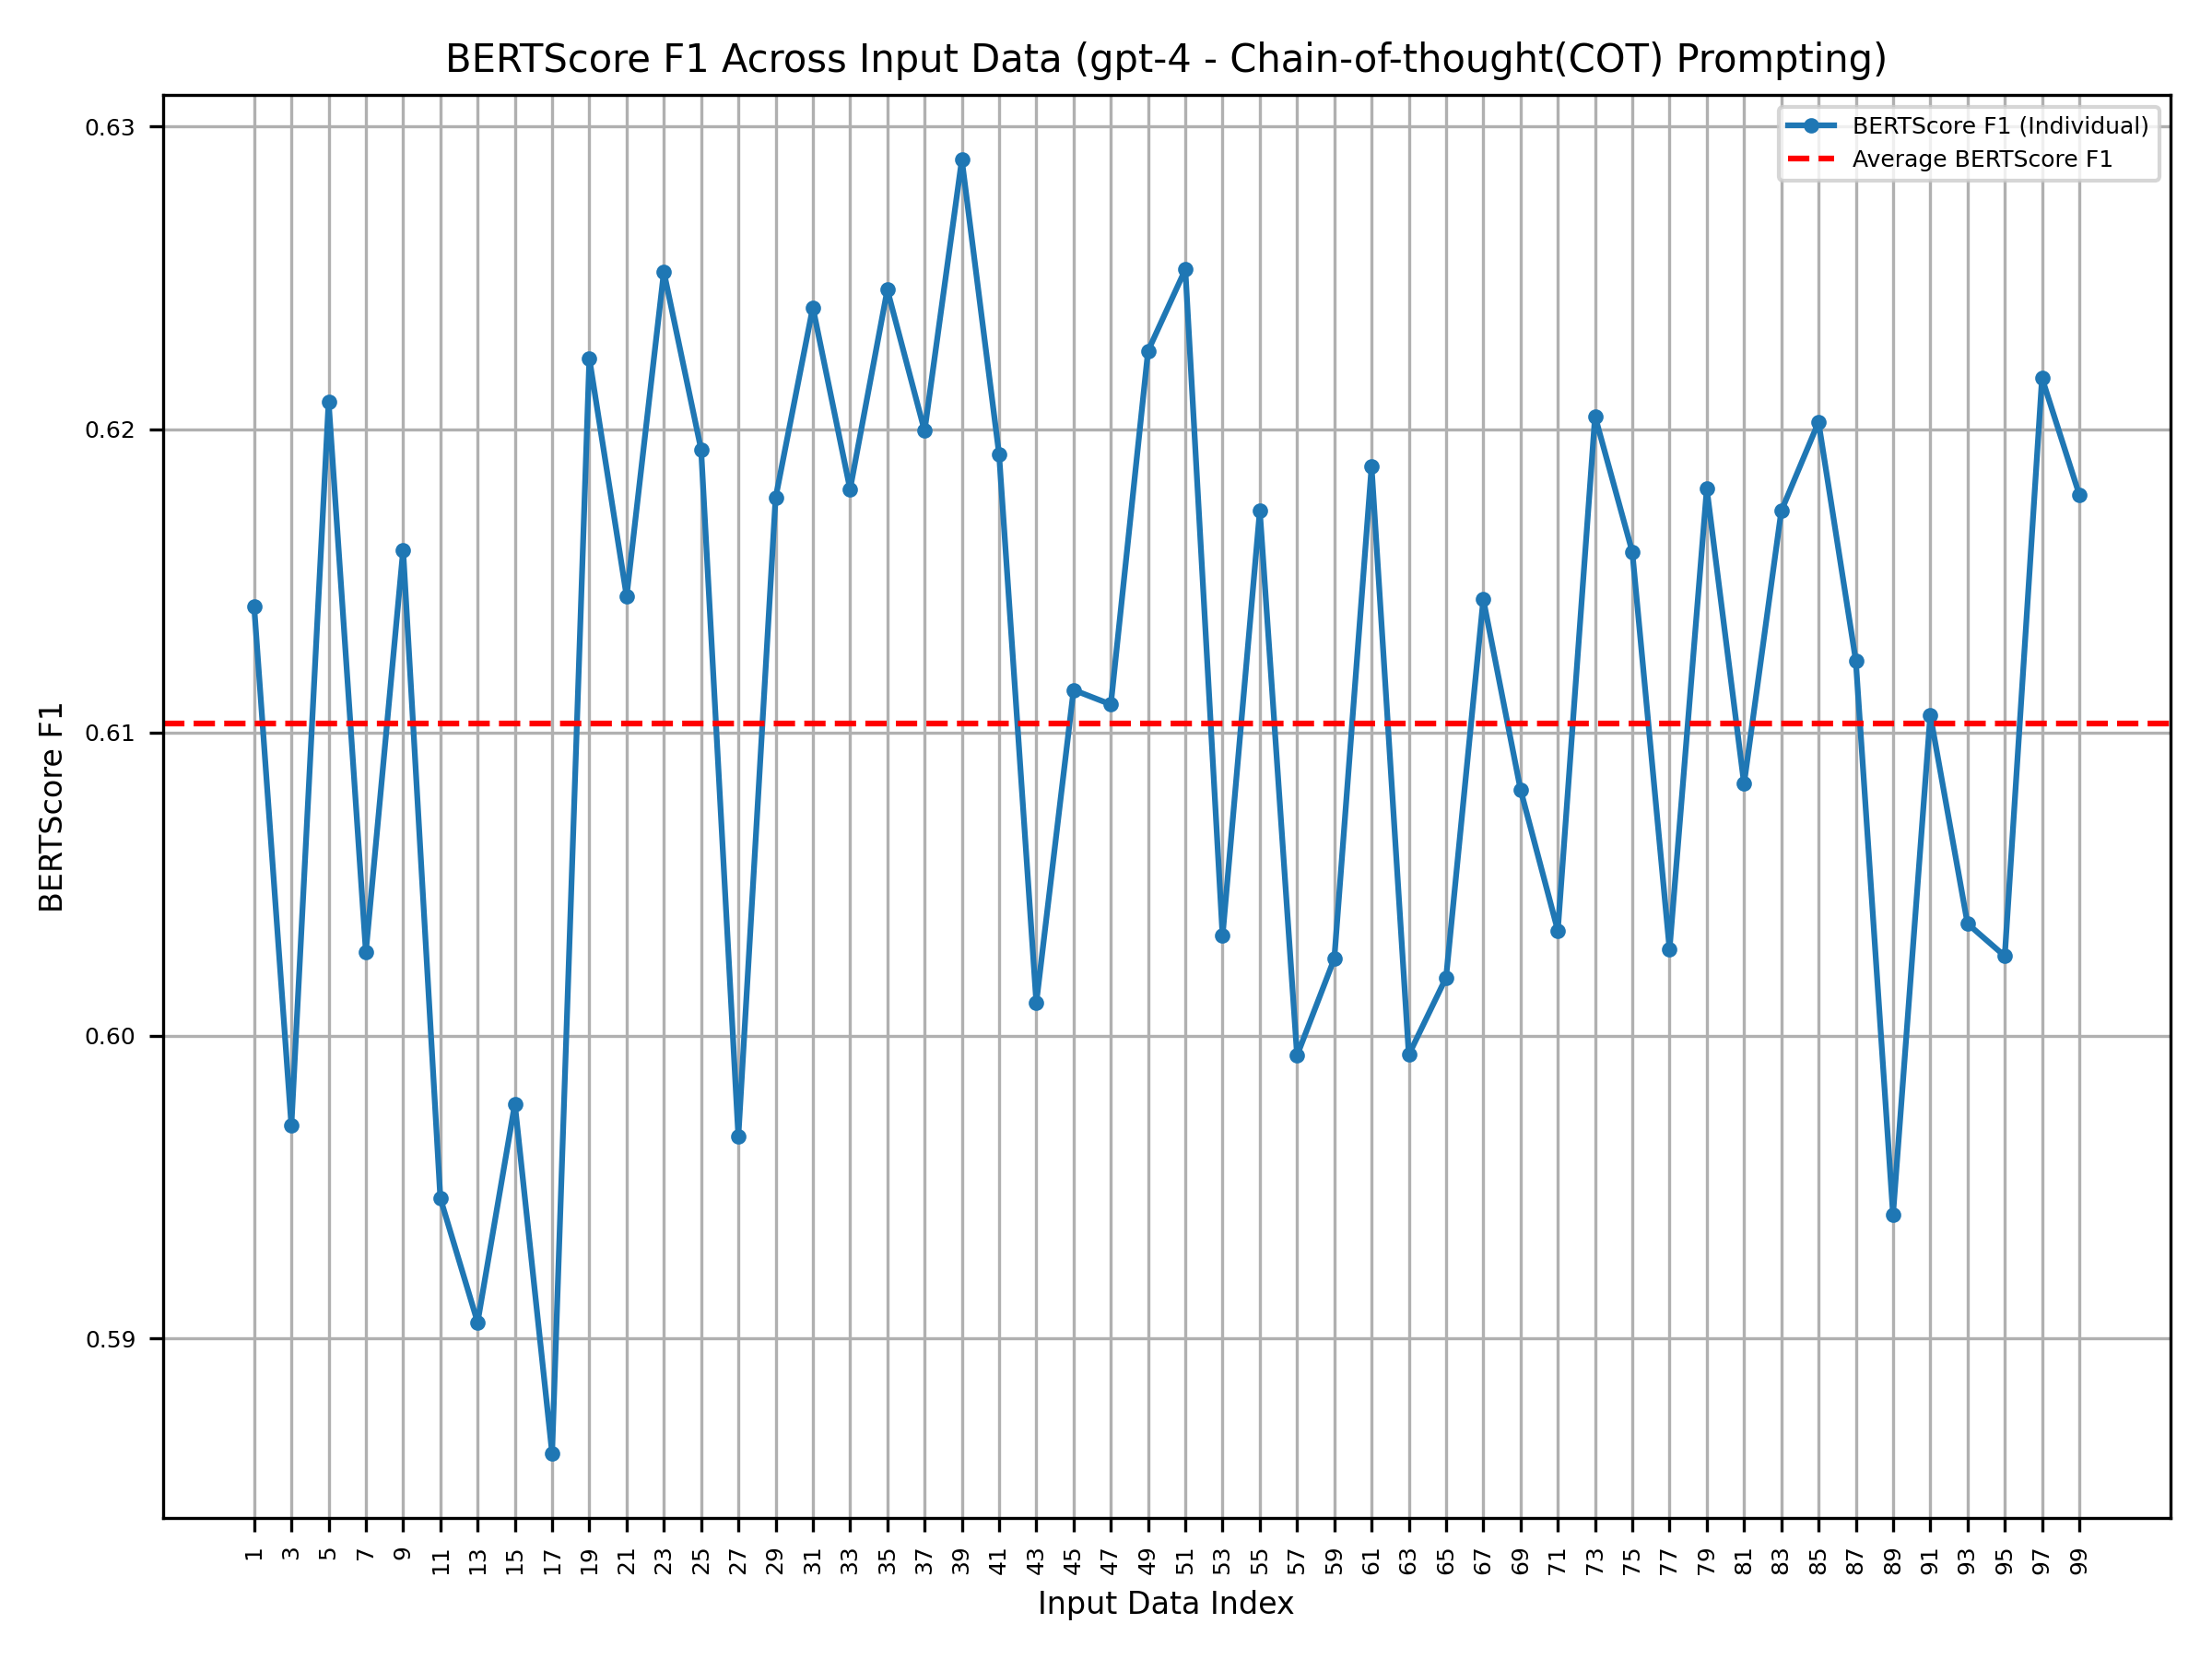 BERTScore F1 Across Input Data (gpt-4 - Chain-of-thought(COT) Prompting)
BERTScore F1 (Individual)
Average BERTScore F1
0.63
0.62
0.61
0.60
0.59
BERTScore F1
1 3 5 7 9 11 13 15 17 19 21 23 25 27 29 31 33 35 37 39 41 43 45 47 49 51 53 55 57 59 61 63 65 67 69 71 73 75 77 79 81 83 85 87 89 91 93 95 97 99
Input Data Index